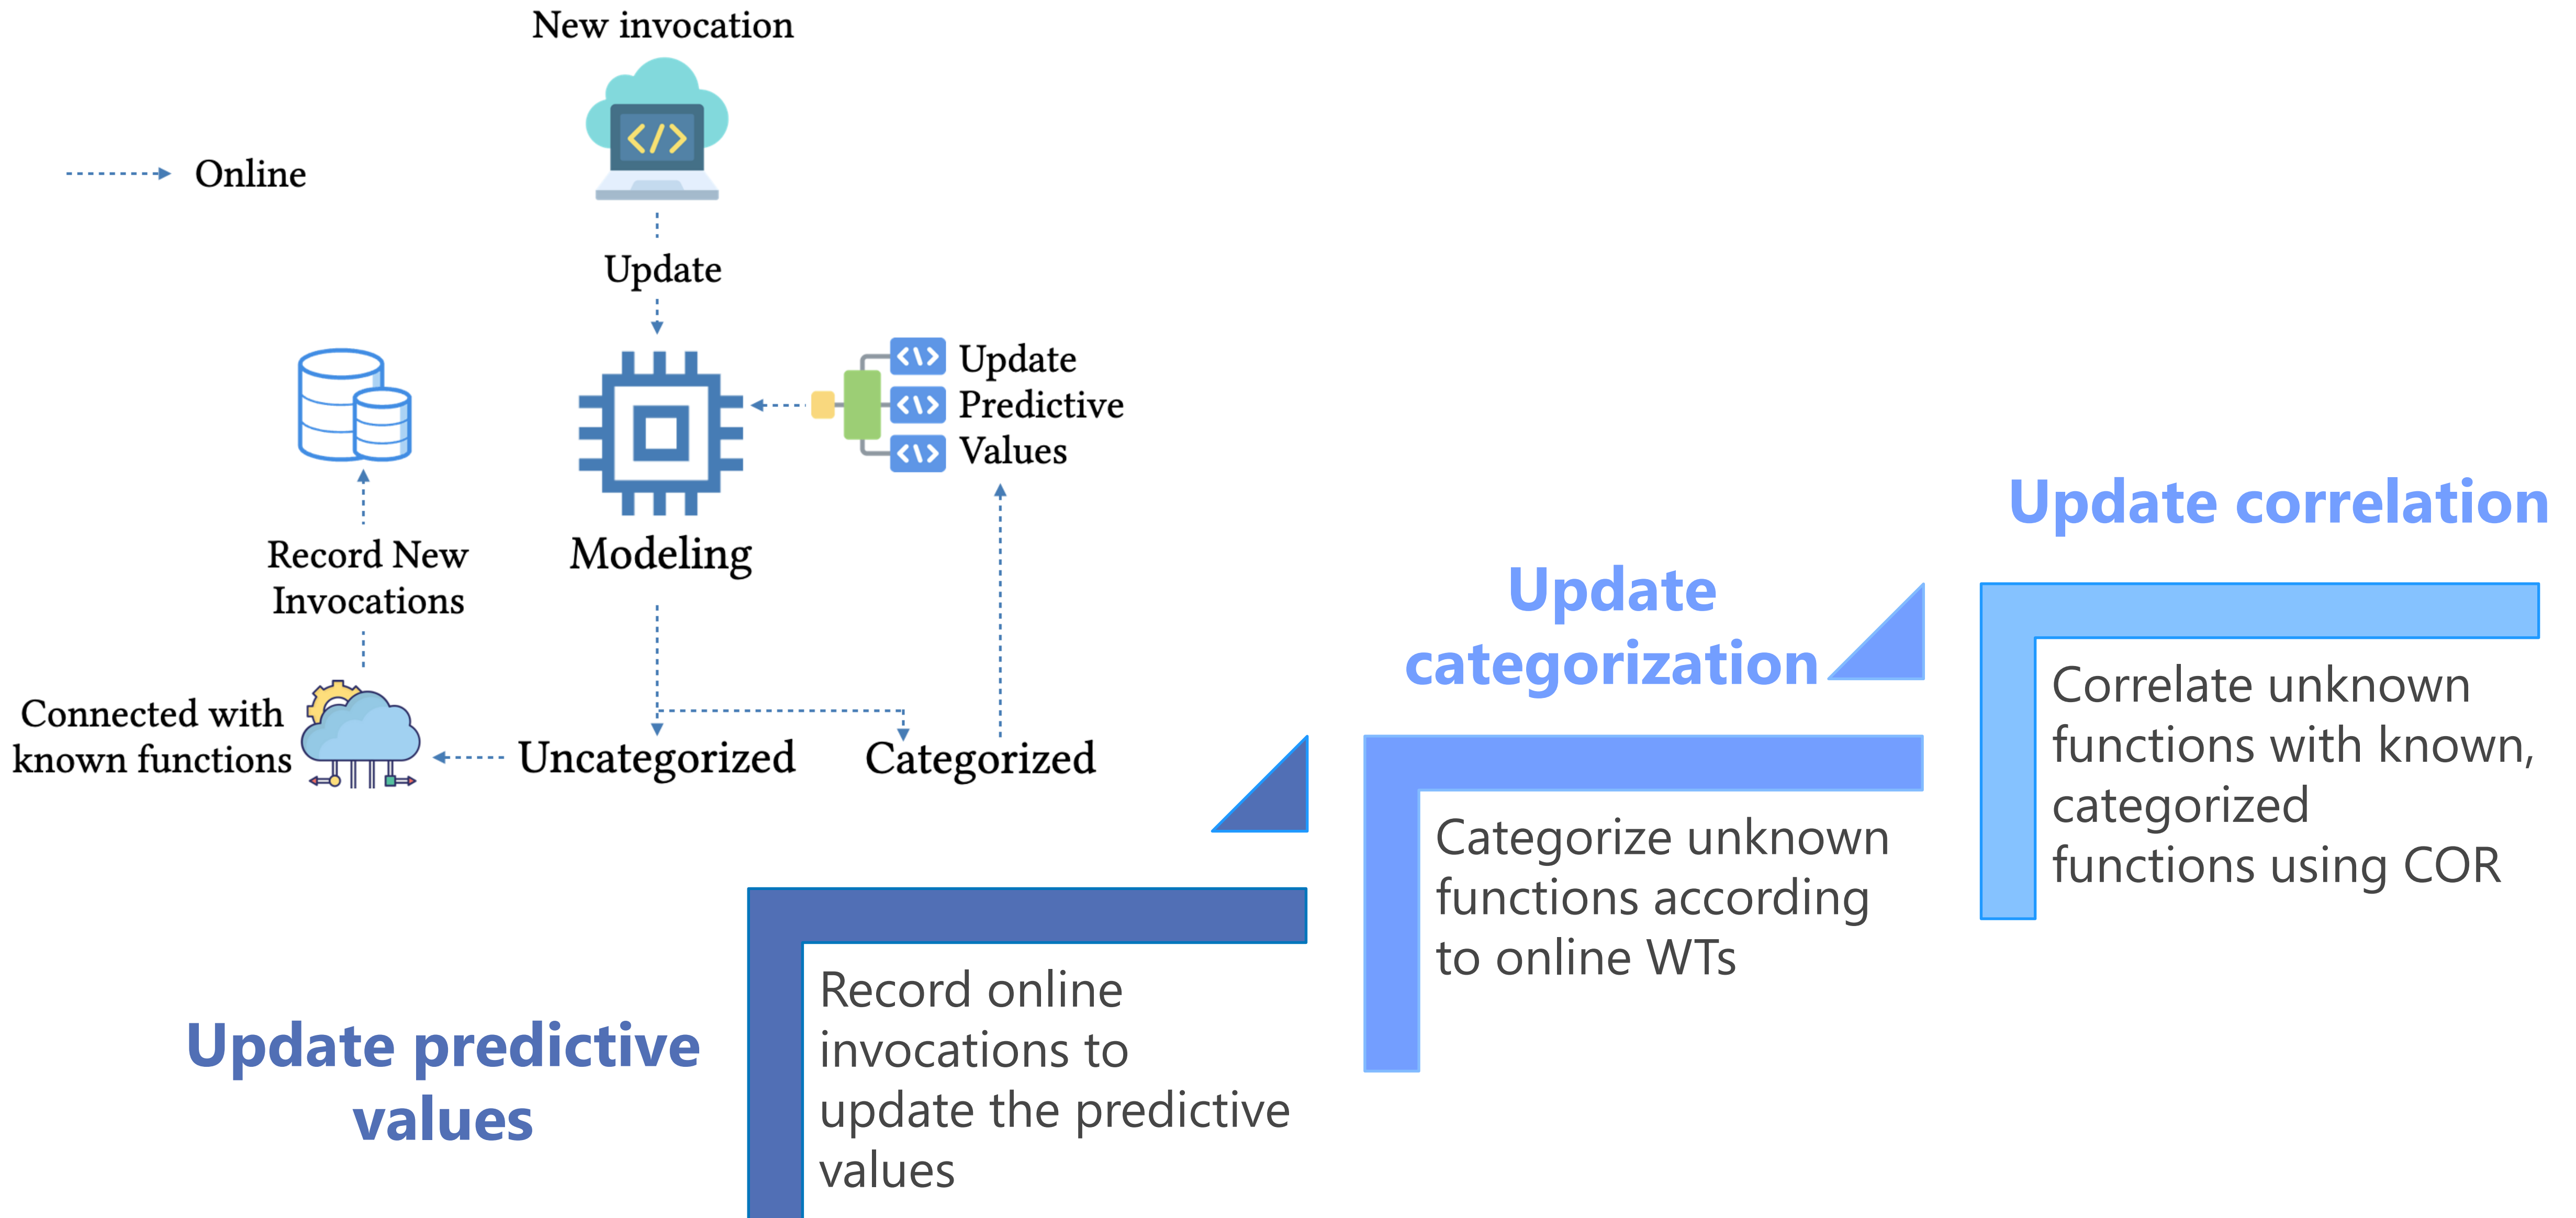 New invocation
Online
Update
Update
Predictive
Values
Modeling
Record New
Invocations
Connected with
known functions
Uncategorized
Categorized
Update predictive
values
Record online
invocations to
update the predictive
values
Update
categorization
Categorize unknown
functions according
to online WTs
Update correlation
Correlate unknown
functions with known,
categorized
functions using COR